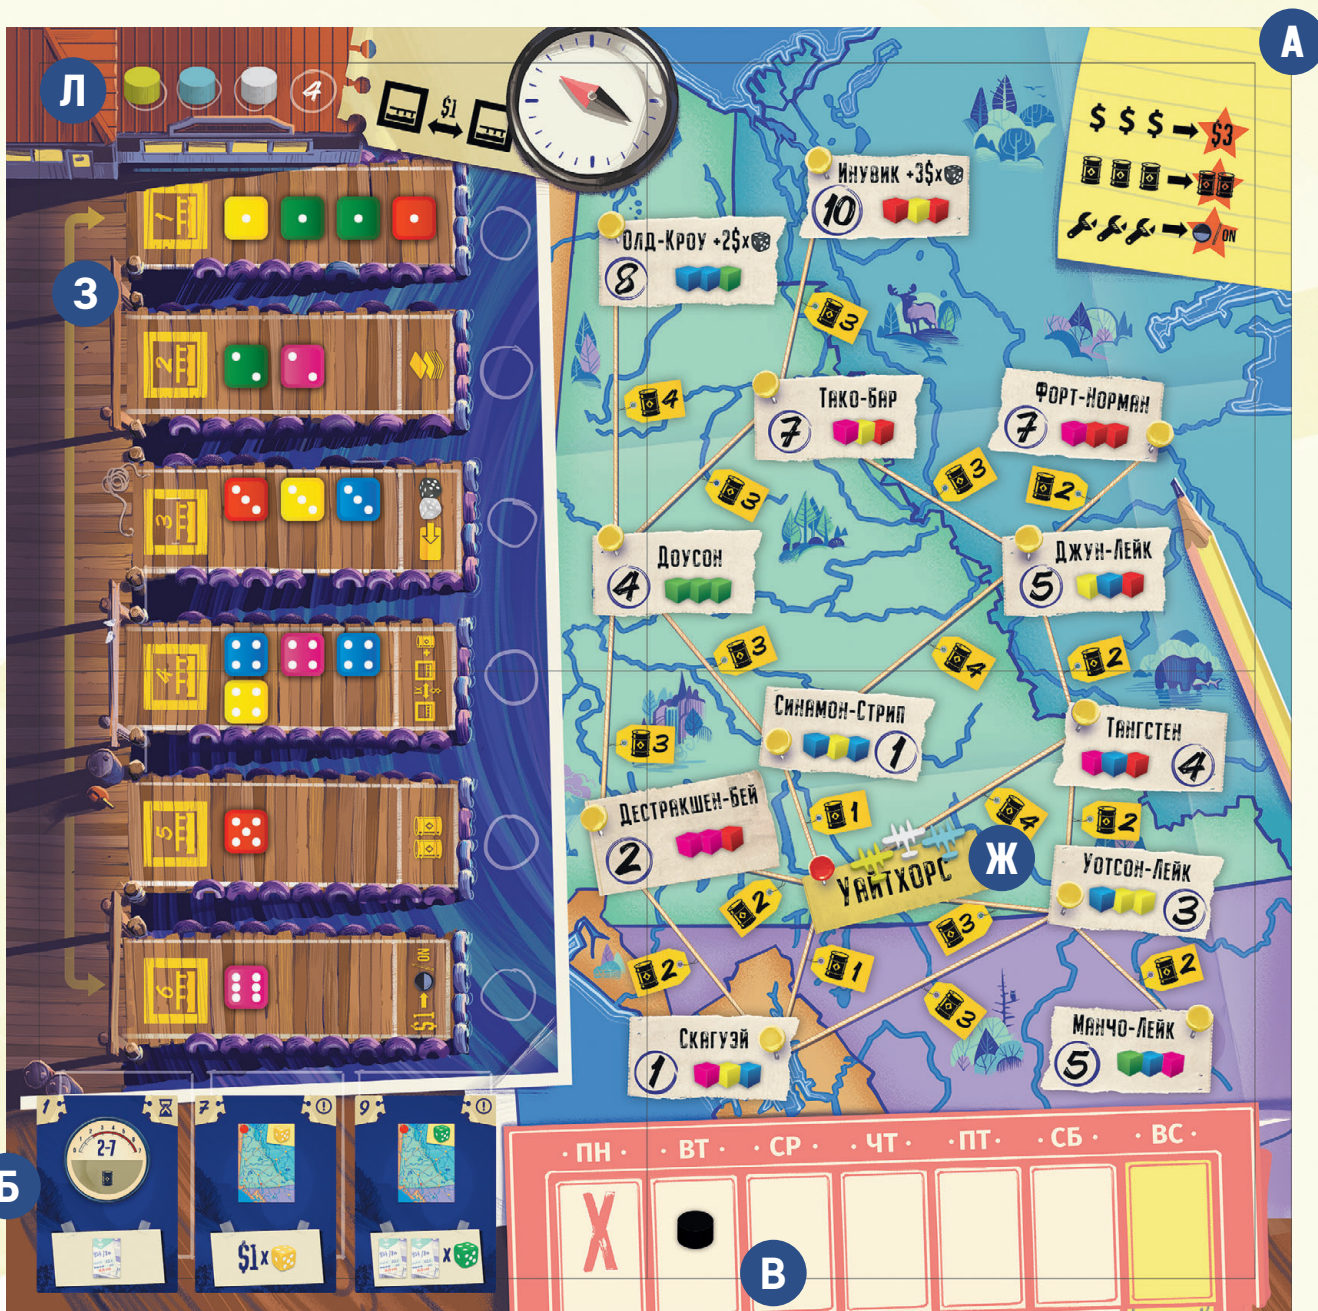 А
Л
4
$1
$ $ $ → $3
ON
Инувик +3$x
10
Олд-Кроу +2$x
8
1
З
3
2
4
Тако-Бар
7
Форт-Норман
7
3
3
2
3
Доусон
4
Джун-Лейк
5
4
3
4
2
Синамон-Стрип
1
Тангстен
4
3
5
Дестракшен-Бей
2
1
4
2
Ж
Уайтхорс
Уотсон-Лейк
3
2
3
6
$1 → / ON
2
1
3
2
Скагуэй
1
Манчо-Лейк
5
1
7
9
2-7
Б
$1x
x
· ПН · · ВТ · · СР · · ЧТ · · ПТ · · СБ · · ВС ·
X
В